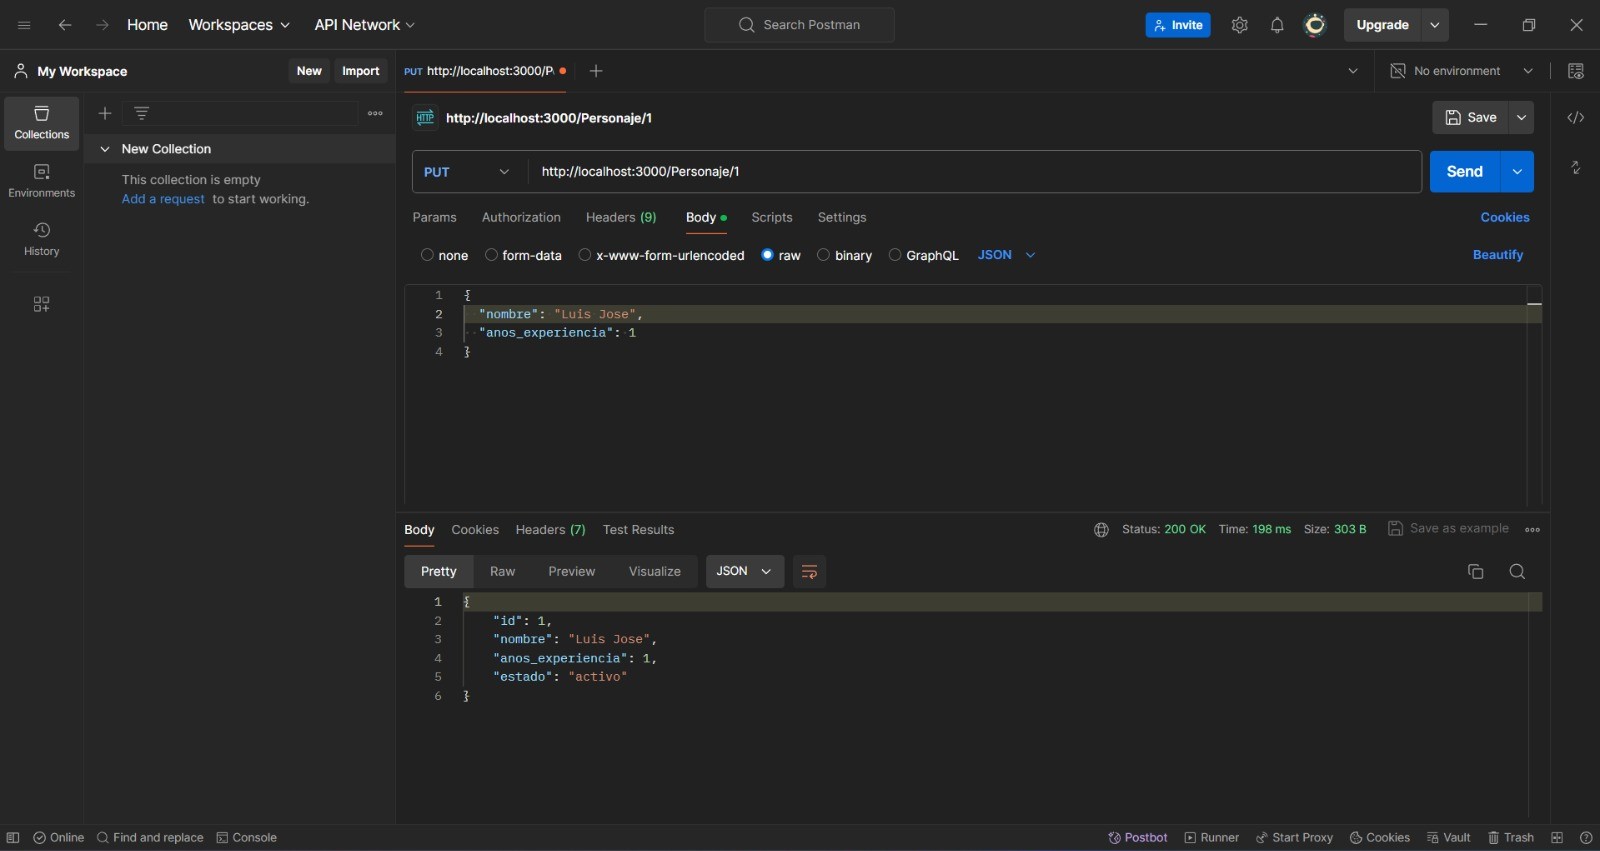 Home Workspaces API Network Search Postman Invite Upgrade
My Workspace New Import PUT http://localhost:3000/P. No environment
Collections
Environments
History
New Collection
This collection is empty
Add a request to start working.
HTTP http://localhost:3000/Personaje/1 Save
PUT http://localhost:3000/Personaje/1 Send
Params Authorization Headers (9) Body Scripts Settings Cookies
none form-data x-www-form-urlencoded raw binary GraphQL JSON Beautify
1 {
2 "nombre": "Luis Jose",
3 "anos_experiencia": 1
4 }
Body Cookies Headers (7) Test Results Status: 200 OK Time: 198 ms Size: 303 B Save as example
Pretty Raw Preview Visualize JSON
1 {
2 "id": 1,
3 "nombre": "Luis Jose",
4 "anos_experiencia": 1,
5 "estado": "activo"
6 }
Online Find and replace Console Postbot Runner Start Proxy Cookies Vault Trash